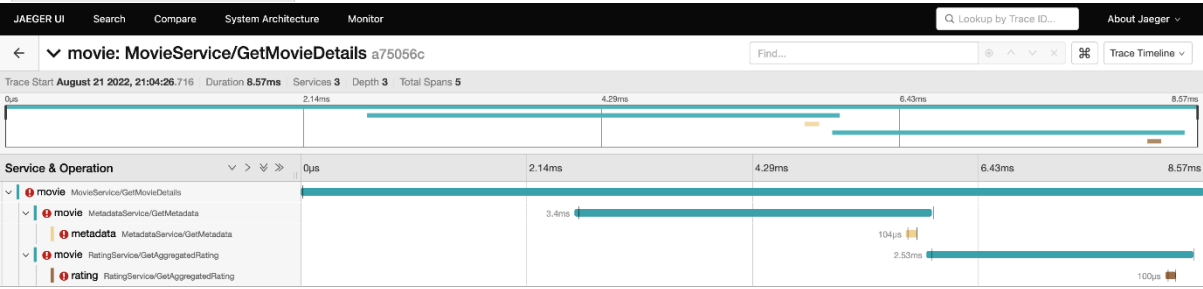 JAEGER UI Search Compare System Architecture Monitor Lookup by Trace ID... About Jaeger
movie: MovieService/GetMovieDetails a75056c Find... Trace Timeline
Trace Start August 21 2022, 21:04:26.716 Duration 8.57ms Services 3 Depth 3 Total Spans 5
0μs 2.14ms 4.29ms 6.43ms 8.57ms
Service & Operation 0μs 2.14ms 4.29ms 6.43ms 8.57ms
movie MovieService/GetMovieDetails
movie MetadataService/GetMetadata 3.4ms
metadata MetadataService/GetMetadata 104μs
movie RatingService/GetAggregatedRating 2.53ms
rating RatingService/GetAggregatedRating 100μs